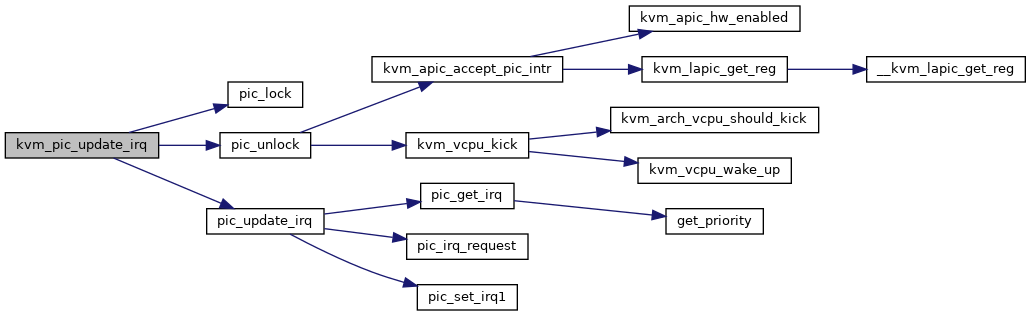 kvm_apic_hw_enabled
kvm_apic_accept_pic_intr
kvm_lapic_get_reg
__kvm_lapic_get_reg
pic_lock
kvm_arch_vcpu_should_kick
kvm_pic_update_irq
pic_unlock
kvm_vcpu_kick
kvm_vcpu_wake_up
pic_get_irq
pic_update_irq
get_priority
pic_irq_request
pic_set_irq1